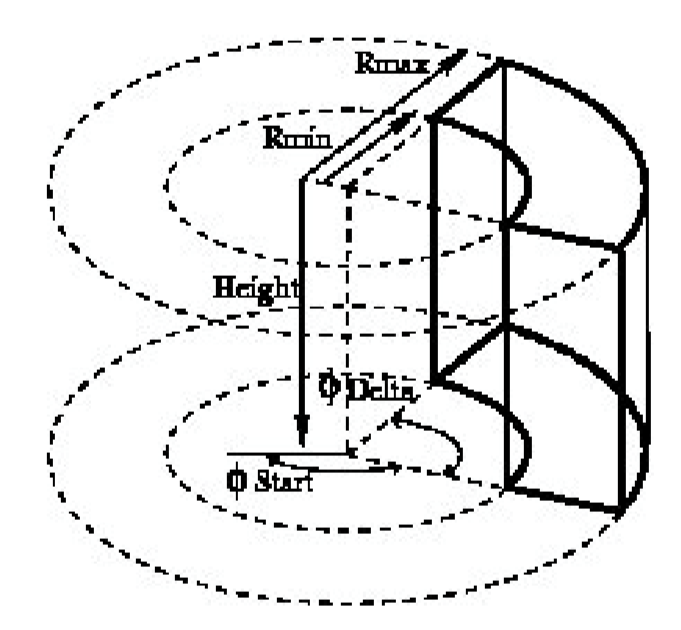 Rmax
Rmin
Height
ϕ Delta
ϕ Start